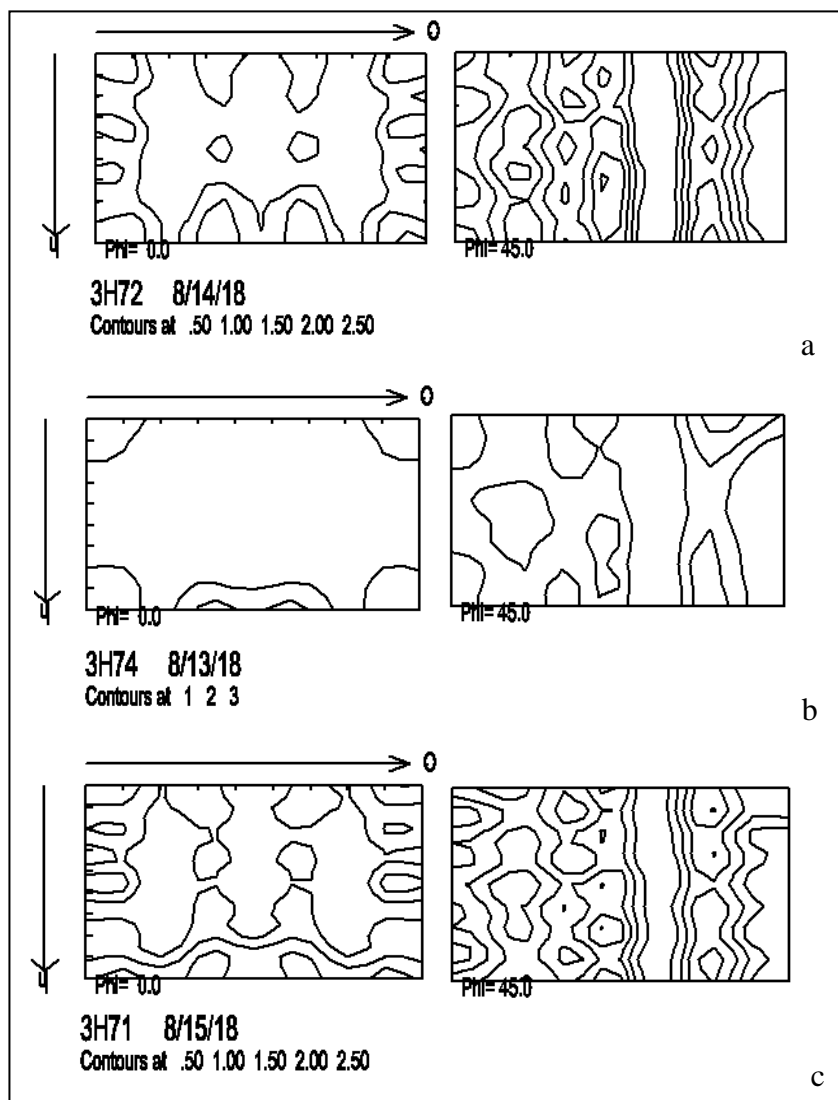 O
Phi= 0.0 Phi= 45.0
3H72 8/14/18
Contours at .50 1.00 1.50 2.00 2.50
a
O
Phi= 0.0 Phi= 45.0
3H74 8/13/18
Contours at 1 2 3
b
O
Phi= 0.0 Phi= 45.0
3H71 8/15/18
Contours at .50 1.00 1.50 2.00 2.50
c